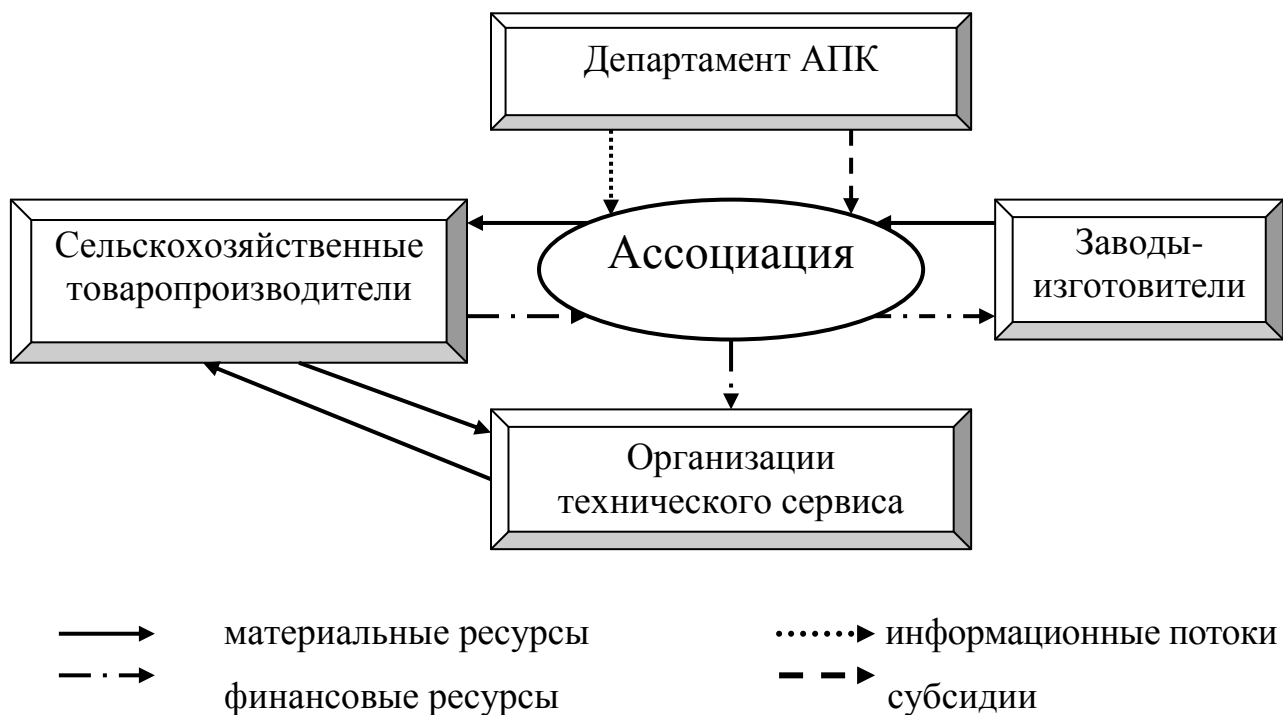 Департамент АПК
Сельскохозяйственные
товаропроизводители
Ассоциация
Заводы-
изготовители
Организации
технического сервиса
материальные ресурсы
информационные потоки
финансовые ресурсы
субсидии